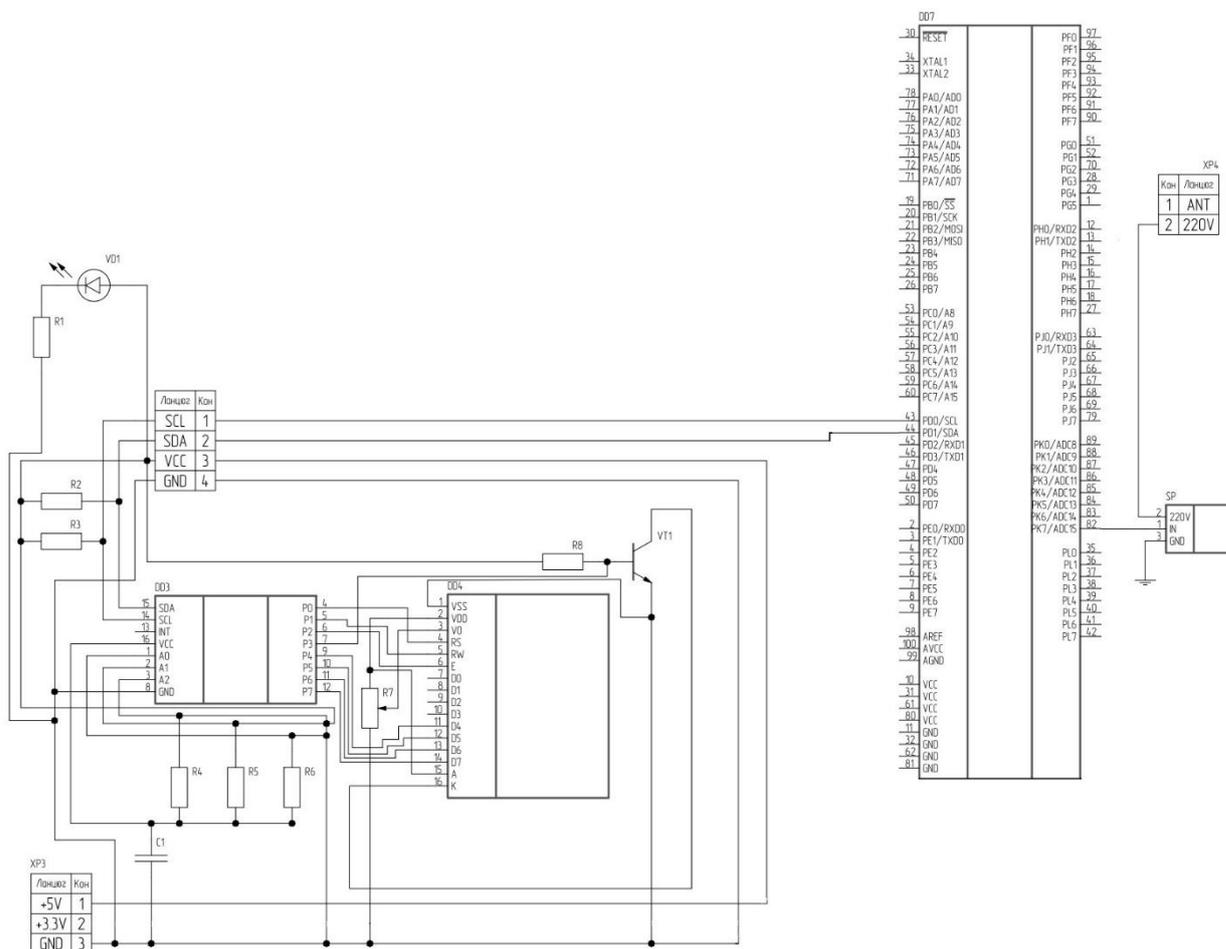 DD7
30 RESET
34 XTAL1
33 XTAL2
78 PA0/AD0
77 PA1/AD1
76 PA2/AD2
75 PA3/AD3
74 PA4/AD4
73 PA5/AD5
72 PA6/AD6
71 PA7/AD7
19 PB0/SS
20 PB1/SCK
21 PB2/MOSI
22 PB3/MISO
23 PB4
24 PB5
25 PB6
26 PB7
53 PC0/A8
54 PC1/A9
55 PC2/A10
56 PC3/A11
57 PC4/A12
58 PC5/A13
59 PC6/A14
60 PC7/A15
43 PD0/SCL
44 PD1/SDA
45 PD2/RXD1
46 PD3/TXD1
47 PD4
48 PD5
49 PD6
50 PD7
2 PE0/RXD0
3 PE1/TXD0
4 PE2
5 PE3
6 PE4
7 PE5
8 PE6
9 PE7
98 AREF
100 AVCC
99 AGND
10 VCC
31 VCC
61 VCC
80 VCC
11 GND
32 GND
62 GND
81 GND
PF0 97
PF1 96
PF2 95
PF3 94
PF4 93
PF5 92
PF6 91
PF7 90
PG0 51
PG1 52
PG2 70
PG3 28
PG4 29
PG5 1
PH0/RXD2 12
PH1/TXD2 13
PH2 14
PH3 15
PH4 16
PH5 17
PH6 18
PH7 27
PJ0/RXD3 63
PJ1/TXD3 64
PJ2 65
PJ3 66
PJ4 67
PJ5 68
PJ6 69
PJ7 79
PK0/ADC8 89
PK1/ADC9 88
PK2/ADC10 87
PK3/ADC11 86
PK4/ADC12 85
PK5/ADC13 84
PK6/ADC14 83
PK7/ADC15 82
PL0 35
PL1 36
PL2 37
PL3 38
PL4 39
PL5 40
PL6 41
PL7 42
XP4
Кон Ланцюг
1 ANT
2 220V
SP
2 220V
1 IN
3 GND
VD1
R1
Ланцюг Кон
SCL 1
SDA 2
VCC 3
GND 4
R2
R3
R8
VT1
DD3
15 SDA
14 SCL
13 INT
16 VCC
1 A0
2 A1
3 A2
8 GND
P0 4
P1 5
P2 6
P3 7
P4 9
P5 10
P6 11
P7 12
DD4
1 VSS
2 VDD
3 VO
4 RS
5 RW
6 E
7 D0
8 D1
9 D2
10 D3
11 D4
12 D5
13 D6
14 D7
15 A
16 K
R7
R4
R5
R6
C1
XP3
Ланцюг Кон
+5V 1
+3.3V 2
GND 3